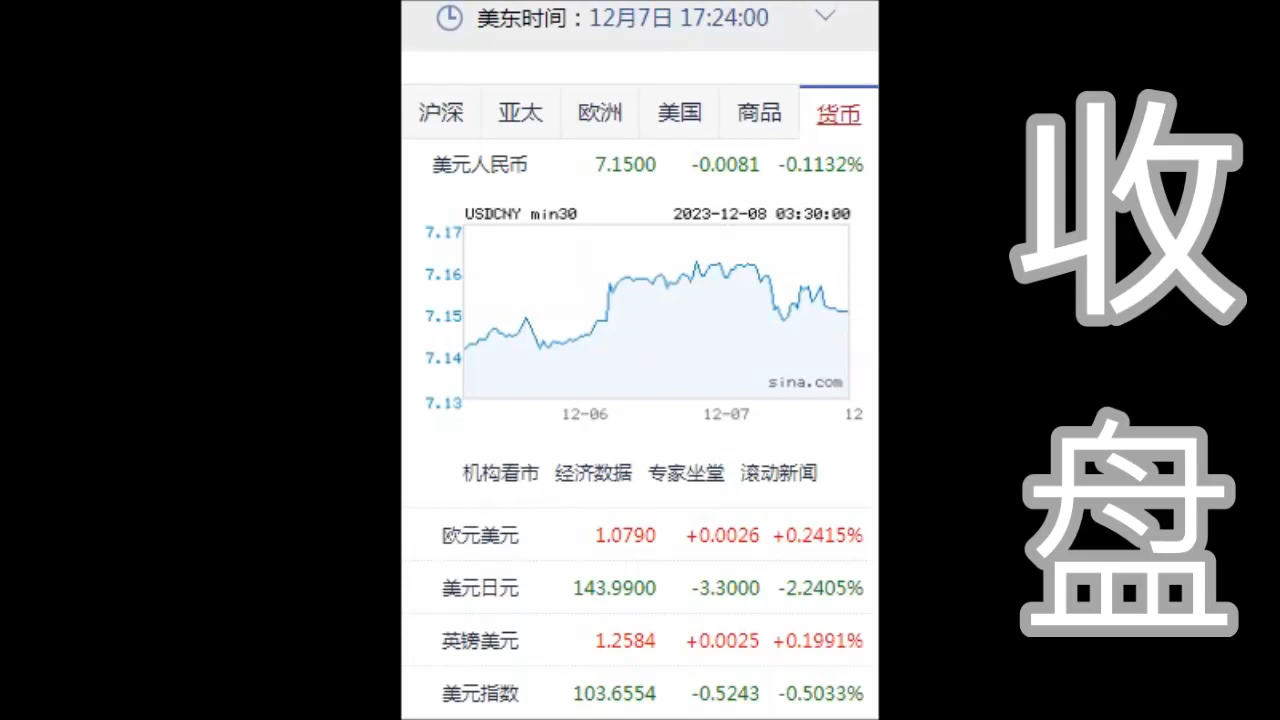 美东时间：12月7日 17:24:00
沪深 亚太 欧洲 美国 商品 货币
美元人民币 7.1500 -0.0081 -0.1132%
USDCNY min30 2023-12-08 03:30:00
7.17
7.16
7.15
7.14
7.13
sina.com
12-06 12-07 12
机构看市 经济数据 专家坐堂 滚动新闻
欧元美元 1.0790 +0.0026 +0.2415%
美元日元 143.9900 -3.3000 -2.2405%
英镑美元 1.2584 +0.0025 +0.1991%
美元指数 103.6554 -0.5243 -0.5033%
收
盘